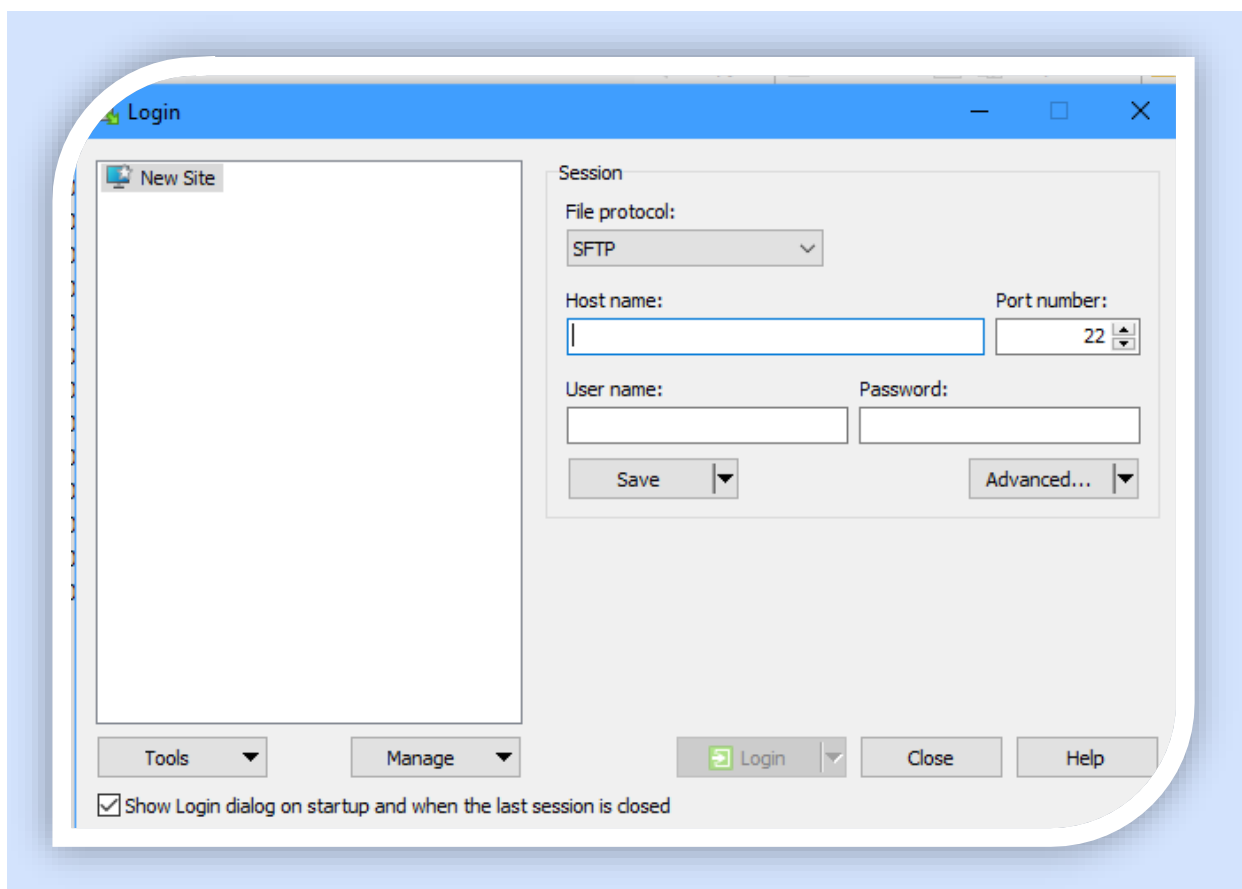 Login
New Site
Session
File protocol:
SFTP
Host name: Port number:
22
User name: Password:
Save Advanced...
Tools Manage Login Close Help
Show Login dialog on startup and when the last session is closed